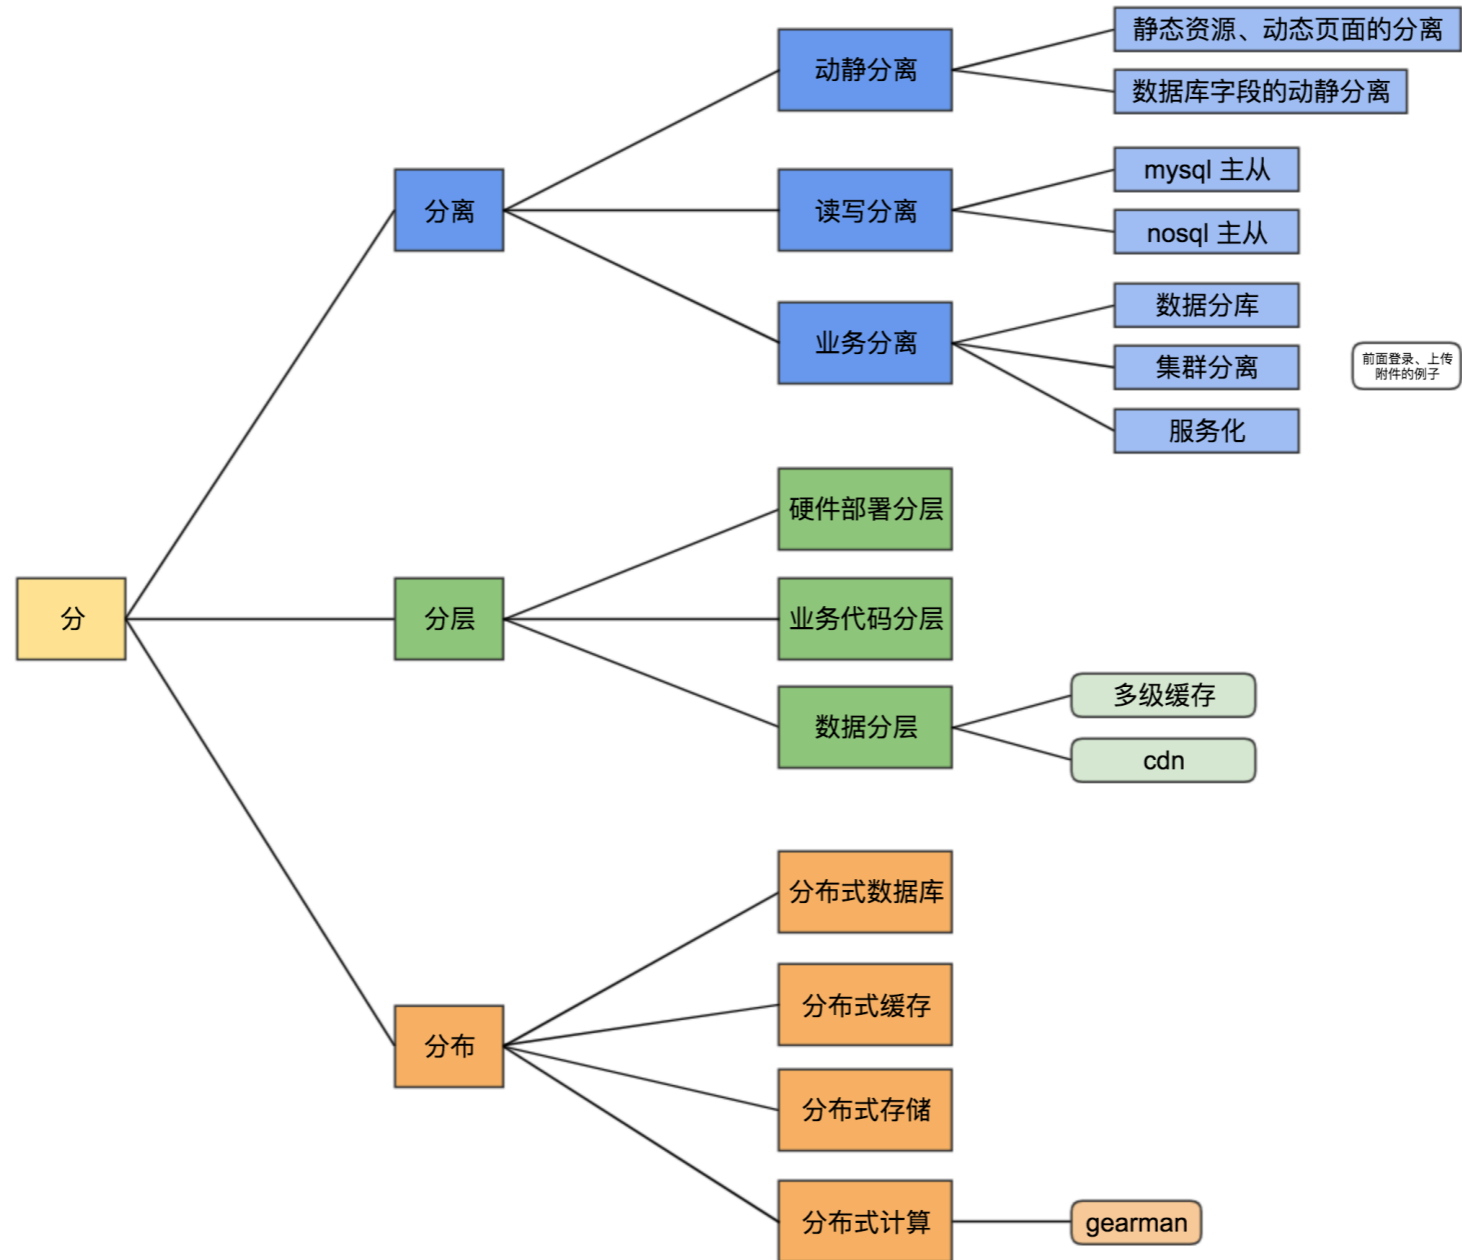 静态资源、动态页面的分离
动静分离
数据库字段的动静分离
mysql 主从
分离
读写分离
nosql 主从
数据分库
业务分离
集群分离
前面登录、上传
附件的例子
服务化
硬件部署分层
分
分层
业务代码分层
多级缓存
数据分层
cdn
分布式数据库
分布式缓存
分布
分布式存储
分布式计算
gearman